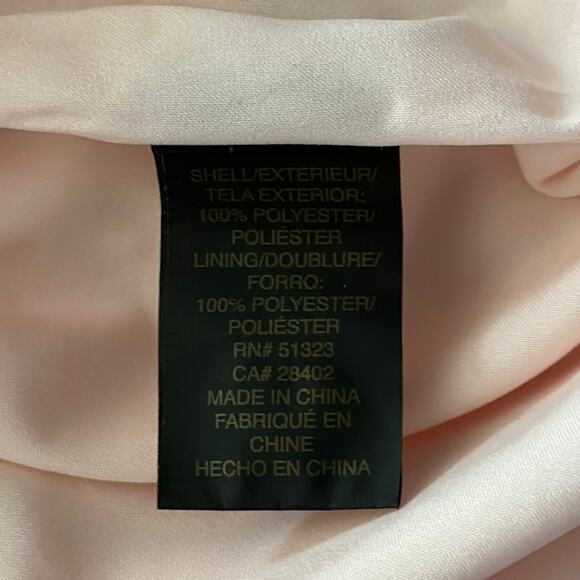 SHELL/EXTERIEUR/
TELA EXTERIOR:
100% POLYESTER/
POLIÉSTER
LINING/DOUBLURE/
FORRO:
100% POLYESTER/
POLIÉSTER
RN# 51323
CA# 28402
MADE IN CHINA
FABRIQUÉ EN
CHINE
HECHO EN CHINA